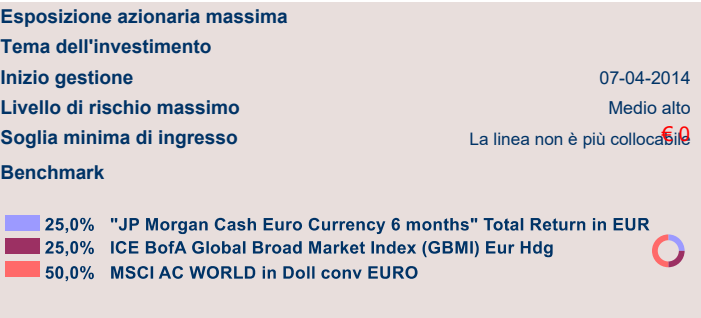 Esposizione azionaria massima
Tema dell'investimento
Inizio gestione 07-04-2014
Livello di rischio massimo Medio alto
Soglia minima di ingresso La linea non è più collocabile € 0
Benchmark
25,0% "JP Morgan Cash Euro Currency 6 months" Total Return in EUR
25,0% ICE BofA Global Broad Market Index (GBMI) Eur Hdg
50,0% MSCI AC WORLD in Doll conv EURO